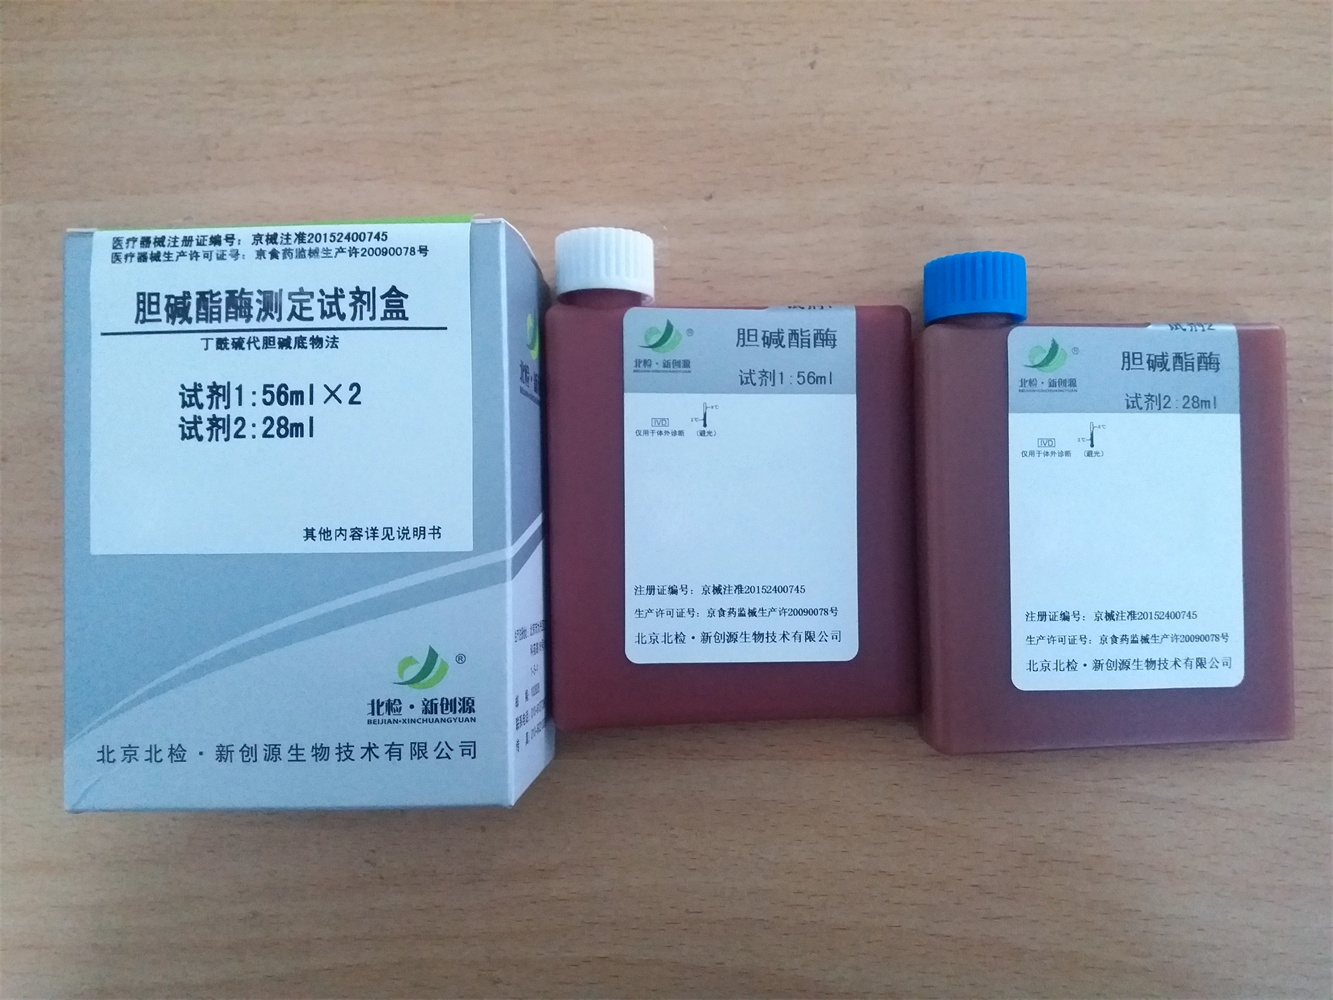 医疗器械注册证编号：京械注准20152400745
医疗器械生产许可证号：京食药监械生产许20090078号
胆碱酯酶测定试剂盒
丁酰硫代胆碱底物法
试剂1:56ml×2
试剂2:28ml
其他内容详见说明书
®
北检·新创源
BEIJIAN·XINCHUANGYUAN
北京北检·新创源生物技术有限公司
®
北检·新创源
胆碱酯酶
试剂1:56ml
IVD
仅用于体外诊断
(避光)
注册证编号：京械注准20152400745
生产许可证号：京食药监械生产许20090078号
北京北检·新创源生物技术有限公司
试剂2
®
北检·新创源
胆碱酯酶
试剂2:28ml
IVD
仅用于体外诊断
(避光)
注册证编号：京械注准20152400745
生产许可证号：京食药监械生产许20090078号
北京北检·新创源生物技术有限公司